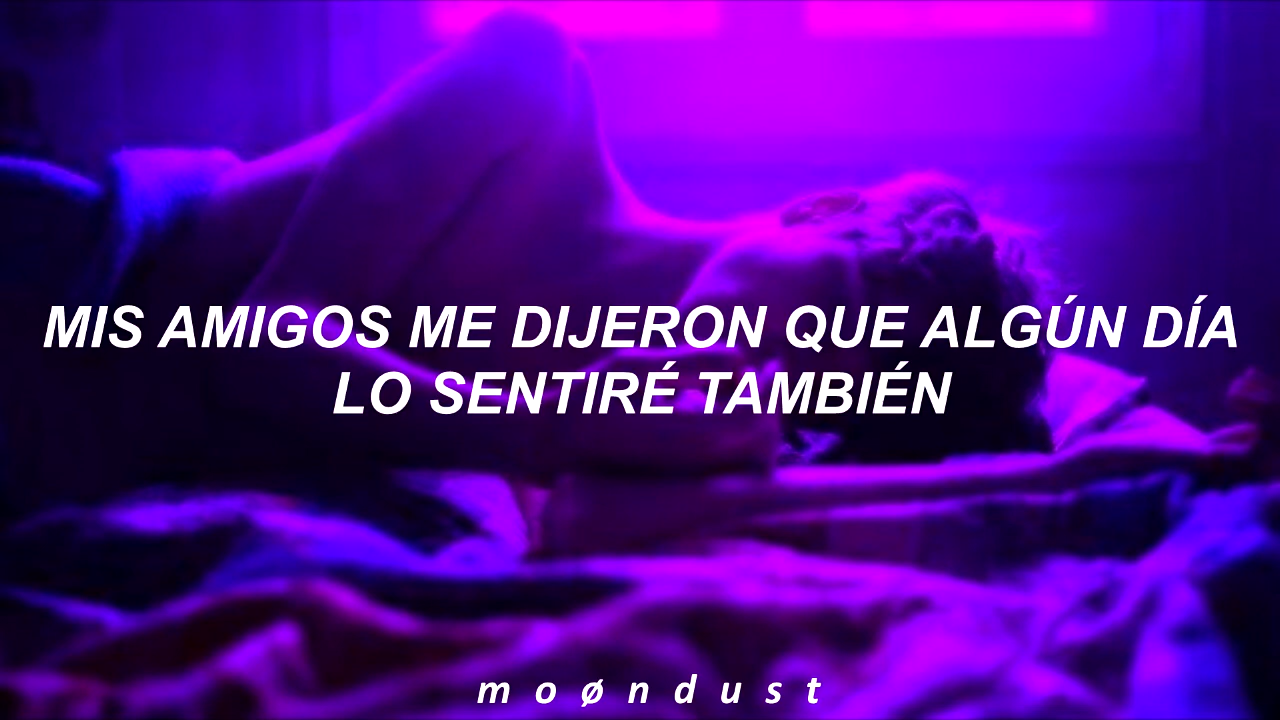 MIS AMIGOS ME DIJERON QUE ALGÚN DÍA
LO SENTIRÉ TAMBIÉN
moøndust